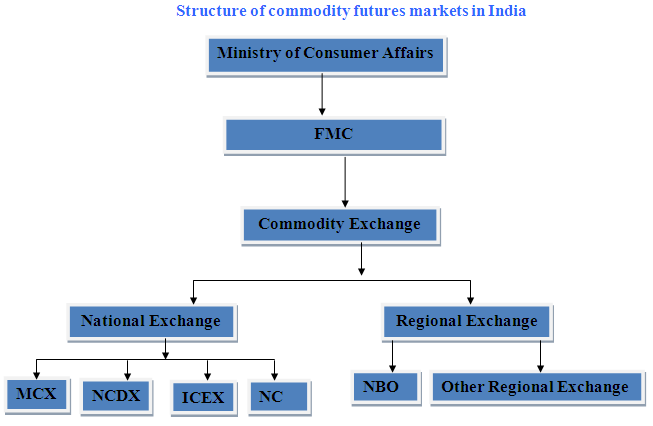 Structure of commodity futures markets in India
Ministry of Consumer Affairs
FMC
Commodity Exchange
National Exchange
Regional Exchange
MCX
NCDX
ICEX
NC
NBO
Other Regional Exchange